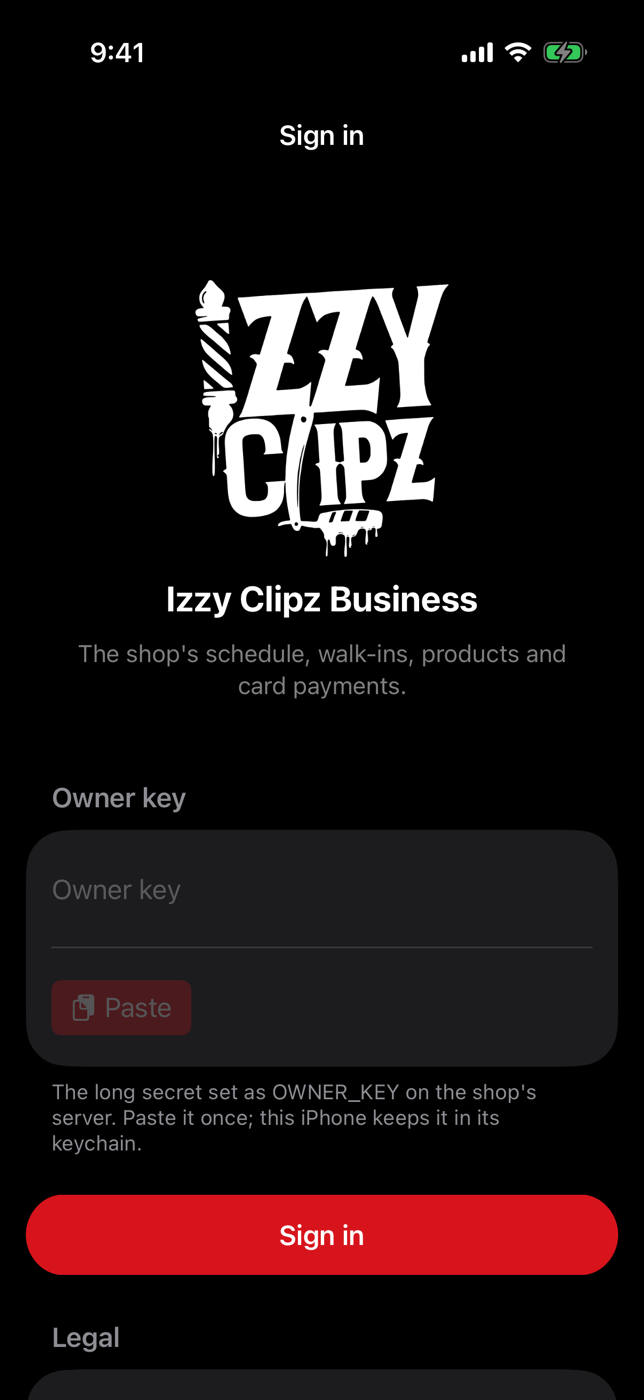 9:41
Sign in
IZZY
CLIPZ
Izzy Clipz Business
The shop's schedule, walk-ins, products and
card payments.
Owner key
Owner key
Paste
The long secret set as OWNER_KEY on the shop's
server. Paste it once; this iPhone keeps it in its
keychain.
Sign in
Legal